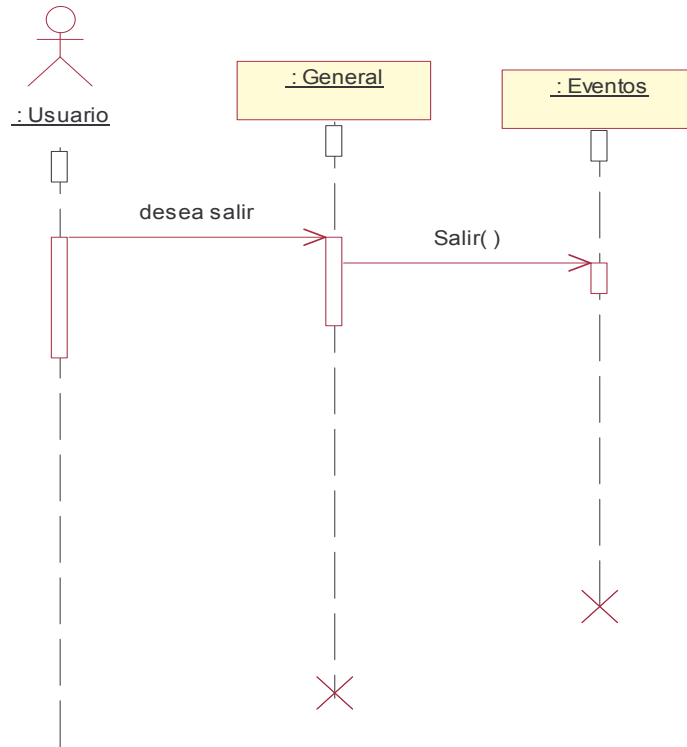 : General
: Eventos
: Usuario
desea salir
Salir( )